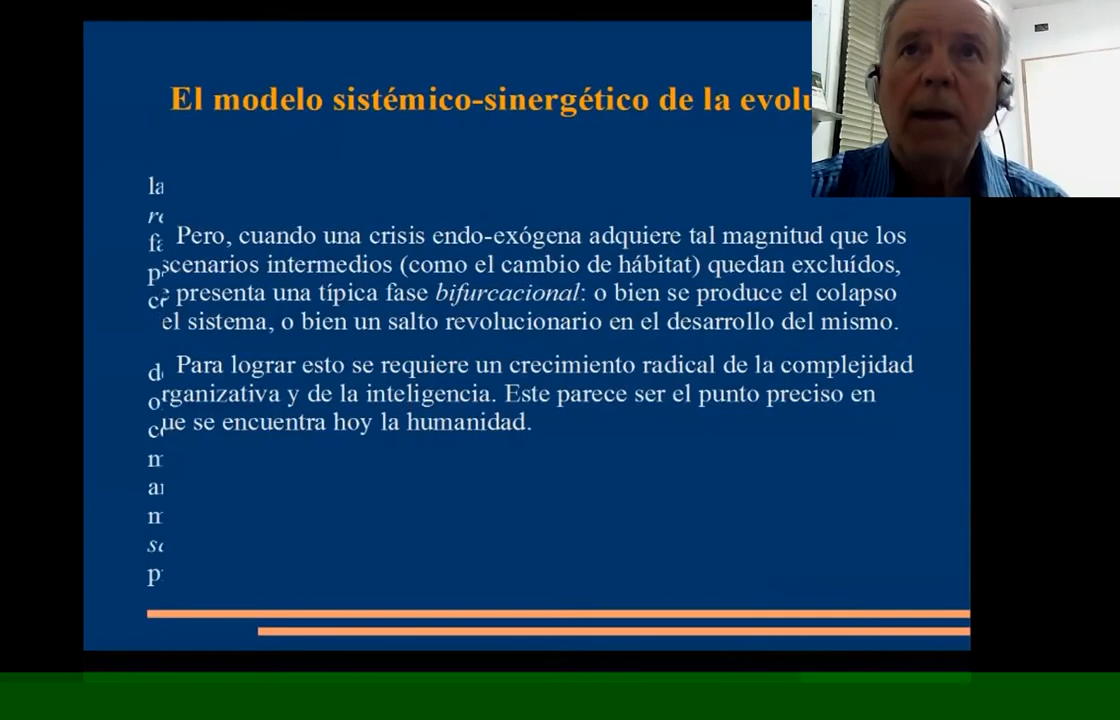 El modelo sistémico-sinergético de la evolu
la
Pero, cuando una crisis endo-exógena adquiere tal magnitud que los
scenarios intermedios (como el cambio de hábitat) quedan excluídos,
presenta una típica fase bifurcacional: o bien se produce el colapso
el sistema, o bien un salto revolucionario en el desarrollo del mismo.
Para lograr esto se requiere un crecimiento radical de la complejidad
rganizativa y de la inteligencia. Este parece ser el punto preciso en
ue se encuentra hoy la humanidad.